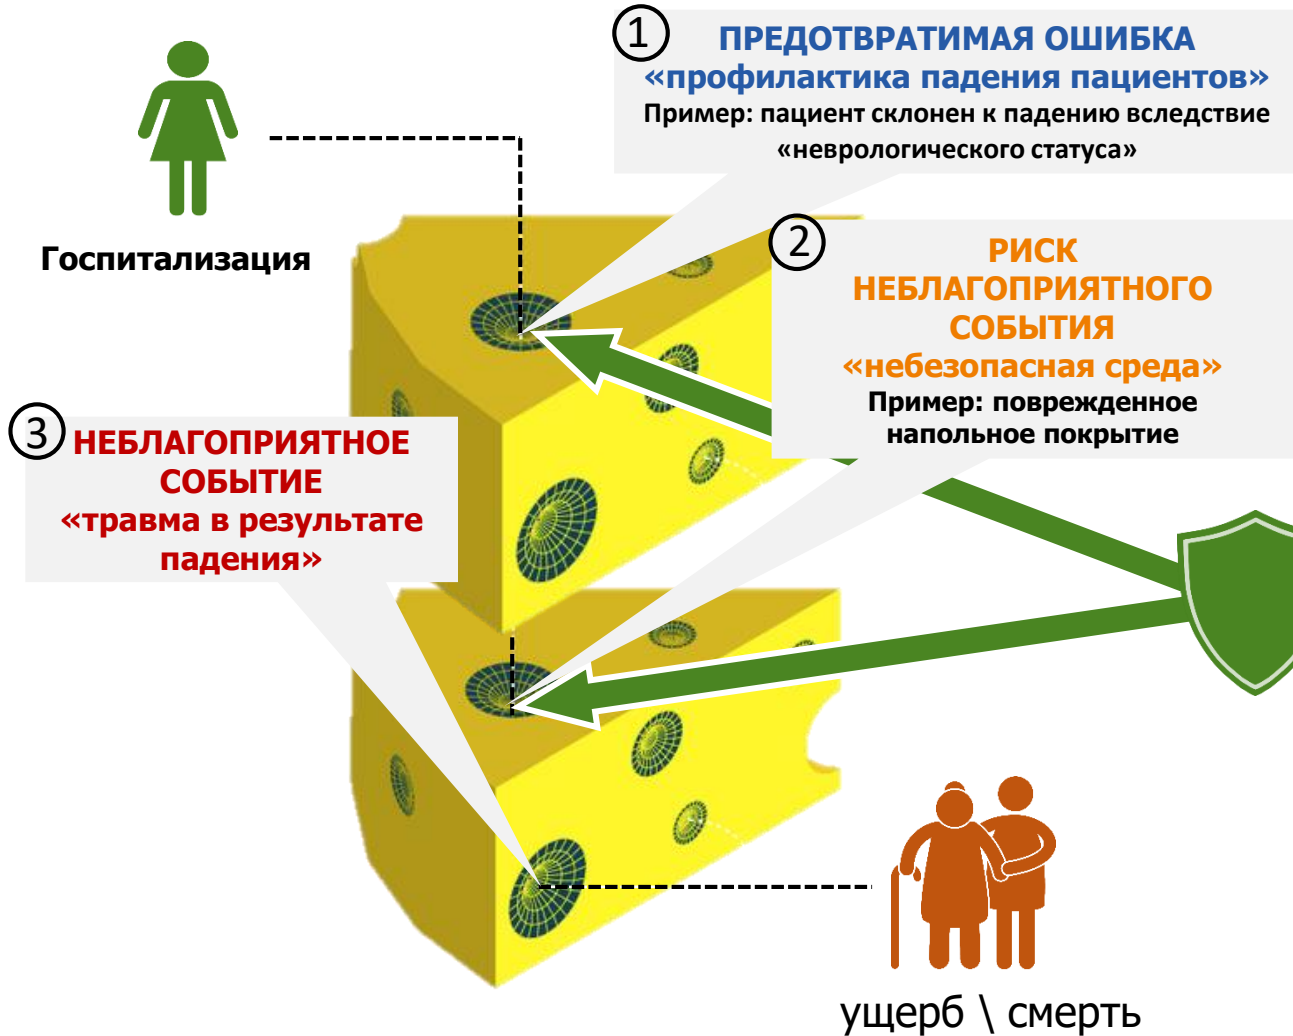 1
ПРЕДОТВРАТИМАЯ ОШИБКА
«профилактика падения пациентов»
Пример: пациент склонен к падению вследствие
«неврологического статуса»
Госпитализация
2
РИСК
НЕБЛАГОПРИЯТНОГО
СОБЫТИЯ
«небезопасная среда»
Пример: поврежденное
напольное покрытие
3
НЕБЛАГОПРИЯТНОЕ
СОБЫТИЕ
«травма в результате
падения»
ущерб \ смерть